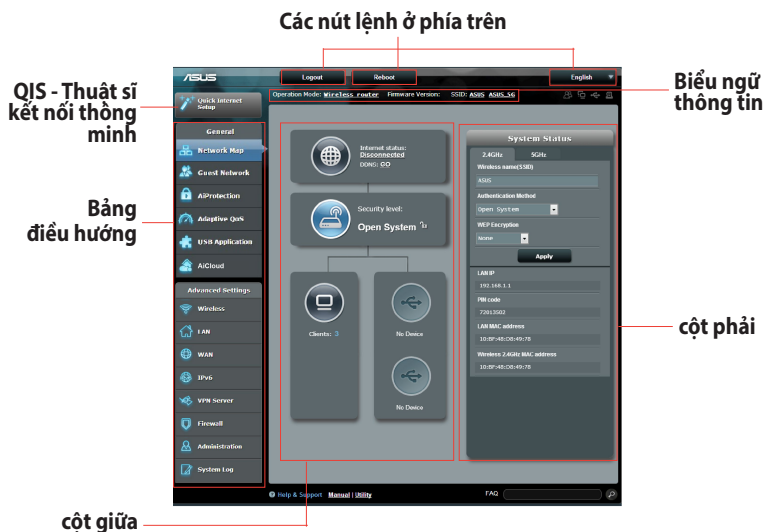 Các nút lệnh ở phía trên
QIS - Thuật sĩ
kết nối thông
minh
Bảng
điều hướng
Biểu ngữ
thông tin
cột phải
cột giữa
ASUS
Logout
Reboot
English
Quick Internet
Setup
Operation Mode: Wireless router Firmware Version: SSID: ASUS ASUS_5G
General
Network Map
Guest Network
AiProtection
Adaptive QoS
USB Application
AiCloud
Advanced Settings
Wireless
LAN
WAN
IPv6
VPN Server
Firewall
Administration
System Log
Internet status:
Disconnected
DDNS: GO
Security level:
Open System
Clients: 3
No Device
No Device
System Status
2.4GHz 5GHz
Wireless name(SSID)
ASUS
Authentication Method
Open System
WEP Encryption
None
Apply
LAN IP
192.168.1.1
PIN code
72013502
LAN MAC address
10:BF:48:D8:49:78
Wireless 2.4GHz MAC address
10:BF:48:D8:49:78
Help & Support Manual | Utility
FAQ